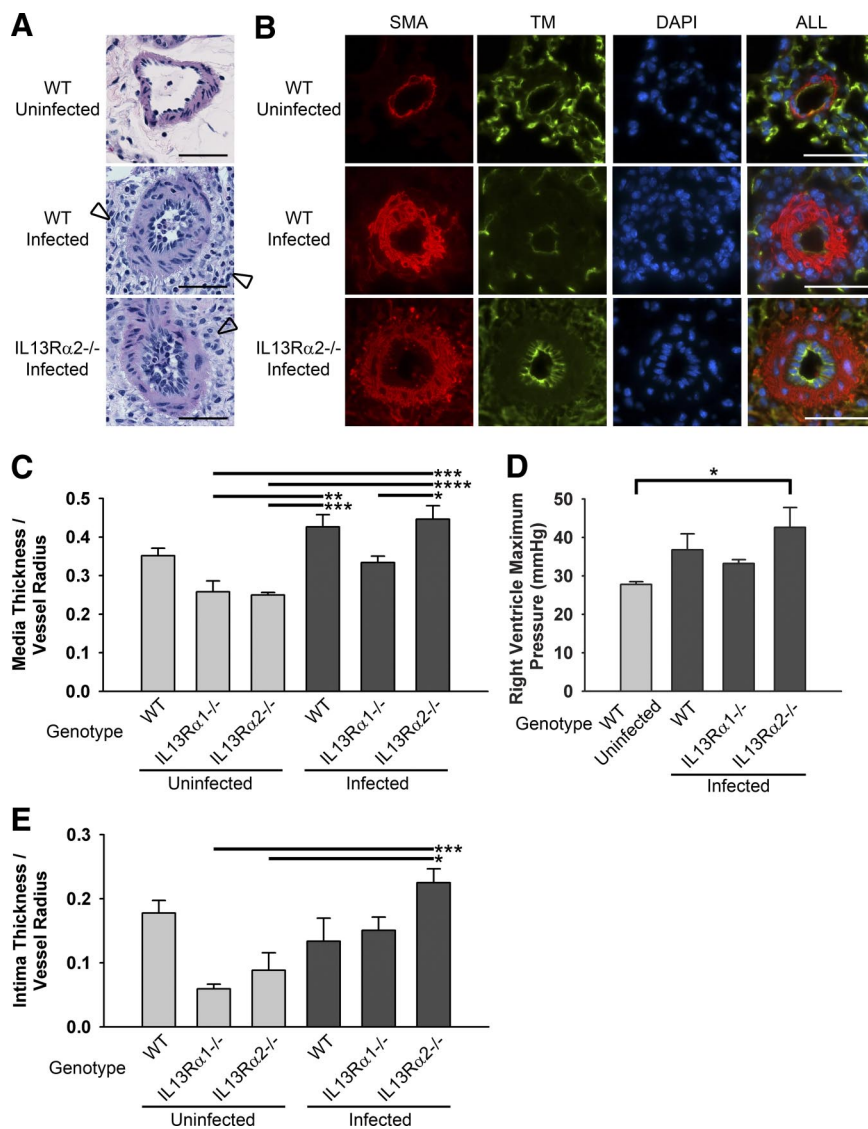 A
B
SMA TM DAPI ALL
WT
Uninfected
WT
Uninfected
WT
Infected
WT
Infected
IL13Rα2-/-
Infected
IL13Rα2-/-
Infected
C
Media Thickness /
Vessel Radius
0.5
0.4
0.3
0.2
0.1
0.0
***
****
**
*
***
Genotype
WT
IL13Rα1-/-
IL13Rα2-/-
WT
IL13Rα1-/-
IL13Rα2-/-
Uninfected
Infected
D
Right Ventricle Maximum
Pressure (mmHg)
50
40
30
20
10
0
*
Genotype
WT
Uninfected
WT
IL13Rα1-/-
IL13Rα2-/-
Infected
E
Intima Thickness /
Vessel Radius
0.3
0.2
0.1
0.0
***
*
Genotype
WT
IL13Rα1-/-
IL13Rα2-/-
WT
IL13Rα1-/-
IL13Rα2-/-
Uninfected
Infected